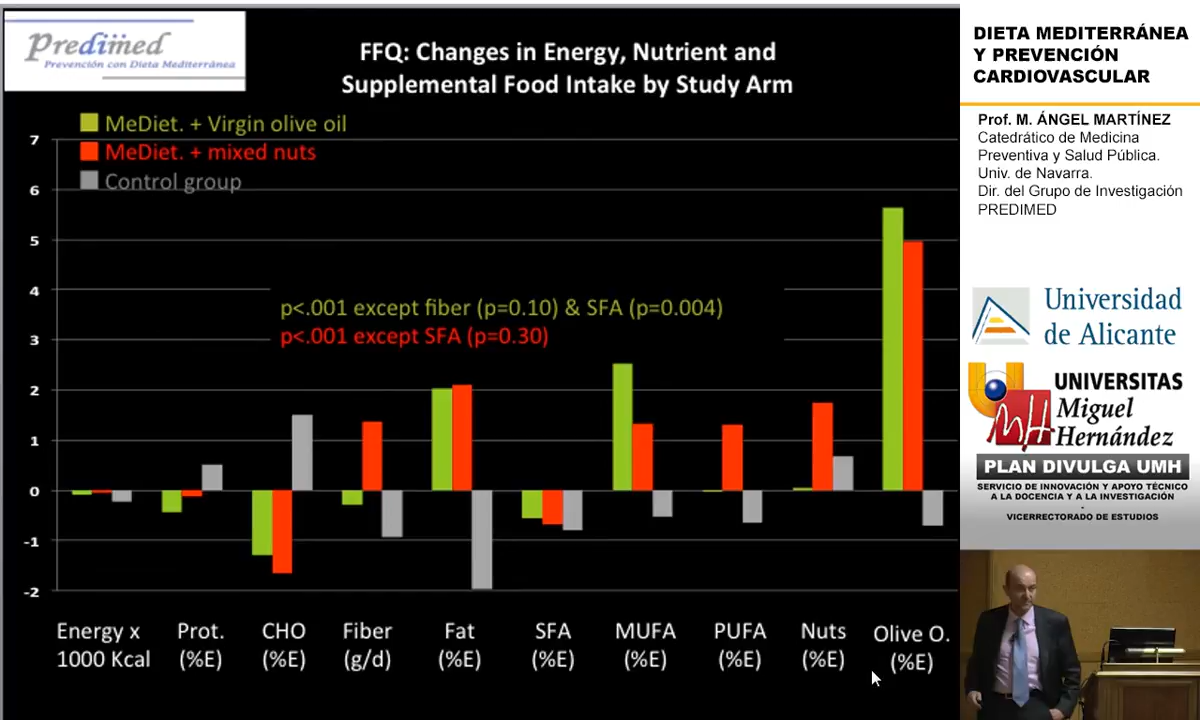 Predimed
Prevención con Dieta Mediterránea
FFQ: Changes in Energy, Nutrient and
Supplemental Food Intake by Study Arm
MeDiet. + Virgin olive oil
MeDiet. + mixed nuts
Control group
7
6
5
4
3
2
1
0
-1
-2
p<.001 except fiber (p=0.10) & SFA (p=0.004)
p<.001 except SFA (p=0.30)
Energy x
1000 Kcal
Prot.
(%E)
CHO
(%E)
Fiber
(g/d)
Fat
(%E)
SFA
(%E)
MUFA
(%E)
PUFA
(%E)
Nuts
(%E)
Olive O.
(%E)
DIETA MEDITERRÁNEA
Y PREVENCIÓN
CARDIOVASCULAR
Prof. M. ÁNGEL MARTÍNEZ
Catedrático de Medicina
Preventiva y Salud Pública.
Univ. de Navarra.
Dir. del Grupo de Investigación
PREDIMED
Universidad
de Alicante
UNIVERSITAS
Miguel
Hernández
PLAN DIVULGA UMH
SERVICIO DE INNOVACIÓN Y APOYO TÉCNICO
A LA DOCENCIA Y A LA INVESTIGACIÓN
-
VICERRECTORADO DE ESTUDIOS